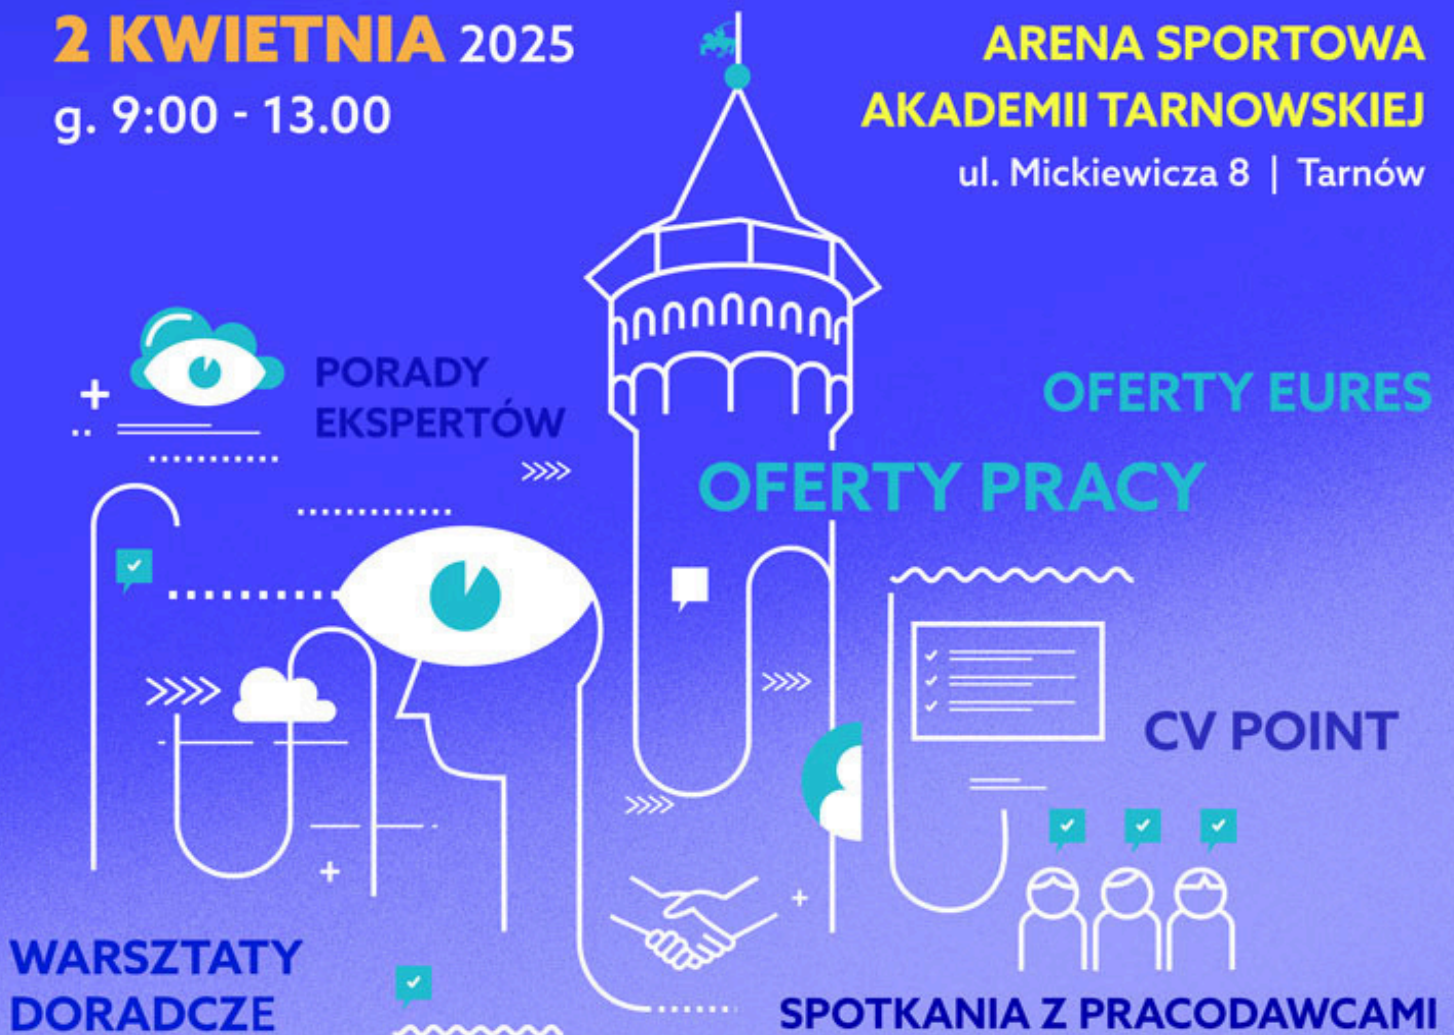 2 KWIETNIA 2025
g. 9:00 - 13.00
ARENA SPORTOWA
AKADEMII TARNOWSKIEJ
ul. Mickiewicza 8 | Tarnów
PORADY
EKSPERTÓW
OFERTY EURES
OFERTY PRACY
CV POINT
WARSZTATY
DORADCZE
SPOTKANIA Z PRACODAWCAMI